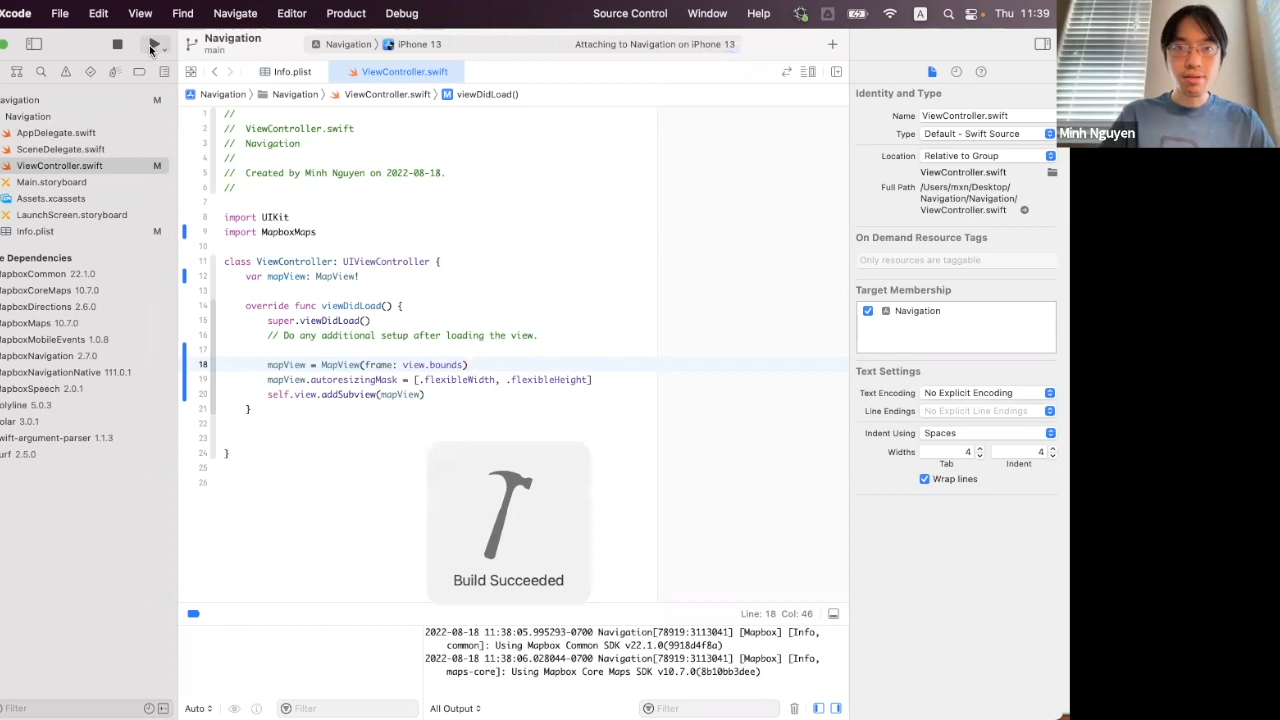 Xcode File Edit View Find Navigate Editor Product Debug Source Control Window Help A Thu 11:39
Navigation
main
Navigation iPhone 13
Attaching to Navigation on iPhone 13
Info.plist
ViewController.swift
Navigation Navigation viewDidLoad()
avigation M
Navigation
AppDelegate.swift
SceneDelegate.swift
ViewController.swift M
Main.storyboard
Assets.xcassets
LaunchScreen.storyboard
Info.plist M
e Dependencies
apboxCommon 22.1.0
apboxCoreMaps 10.7.0
apboxDirections 2.6.0
apboxMaps 10.7.0
apboxMobileEvents 1.0.8
apboxNavigation 2.7.0
apboxNavigationNative 111.0.1
apboxSpeech 2.0.1
olyline 5.0.3
olar 3.0.1
wift-argument-parser 1.1.3
urf 2.5.0
Filter
1 //
2 // ViewController.swift
3 // Navigation
4 //
5 // Created by Minh Nguyen on 2022-08-18.
6 //
7
8 import UIKit
9 import MapboxMaps
10
11 class ViewController: UIViewController {
12 var mapView: MapView!
13
14 override func viewDidLoad() {
15 super.viewDidLoad()
16 // Do any additional setup after loading the view.
17
18 mapView = MapView(frame: view.bounds)
19 mapView.autoresizingMask = [.flexibleWidth, .flexibleHeight]
20 self.view.addSubview(mapView)
21 }
22
23
24 }
25
26
Build Succeeded
Line: 18 Col: 46
2022-08-18 11:38:05.995293-0700 Navigation[78919:3113041] [Mapbox] [Info,
common]: Using Mapbox Common SDK v22.1.0(9918d4f8a)
2022-08-18 11:38:06.028044-0700 Navigation[78919:3113041] [Mapbox] [Info,
maps-core]: Using Mapbox Core Maps SDK v10.7.0(8b10bb3dee)
Auto Filter All Output Filter
Identity and Type
Name ViewController.swift
Type Default - Swift Source
Location Relative to Group
ViewController.swift
Full Path /Users/mxn/Desktop/
Navigation/Navigation/
ViewController.swift
On Demand Resource Tags
Only resources are taggable
Target Membership
Navigation
Text Settings
Text Encoding No Explicit Encoding
Line Endings No Explicit Line Endings
Indent Using Spaces
Widths 4 4
Tab Indent
Wrap lines
Minh Nguyen